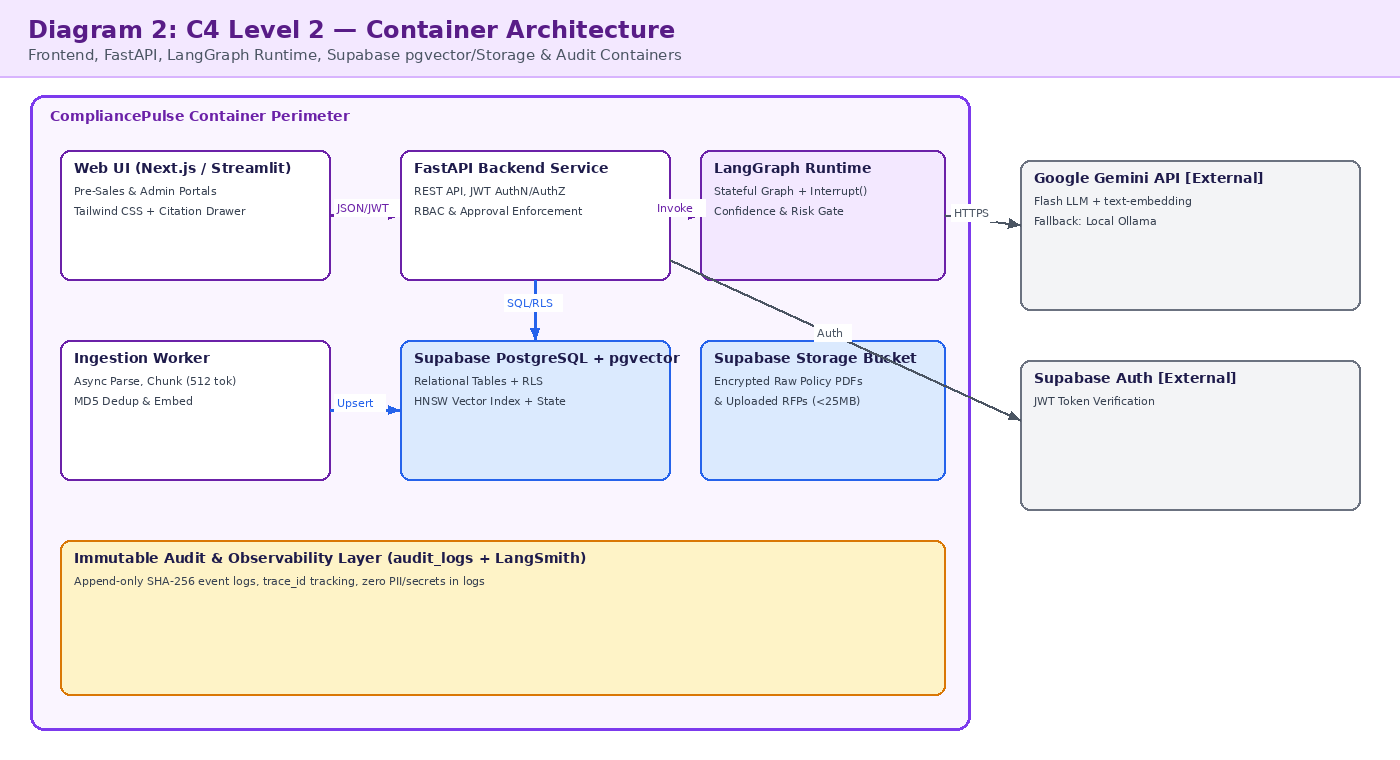 Diagram 2: C4 Level 2 — Container Architecture
Frontend, FastAPI, LangGraph Runtime, Supabase pgvector/Storage & Audit Containers
CompliancePulse Container Perimeter
Web UI (Next.js / Streamlit)
Pre-Sales & Admin Portals
Tailwind CSS + Citation Drawer
JSON/JWT
FastAPI Backend Service
REST API, JWT AuthN/AuthZ
RBAC & Approval Enforcement
Invoke
LangGraph Runtime
Stateful Graph + Interrupt()
Confidence & Risk Gate
HTTPS
Google Gemini API [External]
Flash LLM + text-embedding
Fallback: Local Ollama
SQL/RLS
Auth
Ingestion Worker
Async Parse, Chunk (512 tok)
MD5 Dedup & Embed
Upsert
Supabase PostgreSQL + pgvector
Relational Tables + RLS
HNSW Vector Index + State
Supabase Storage Bucket
Encrypted Raw Policy PDFs
& Uploaded RFPs (<25MB)
Supabase Auth [External]
JWT Token Verification
Immutable Audit & Observability Layer (audit_logs + LangSmith)
Append-only SHA-256 event logs, trace_id tracking, zero PII/secrets in logs